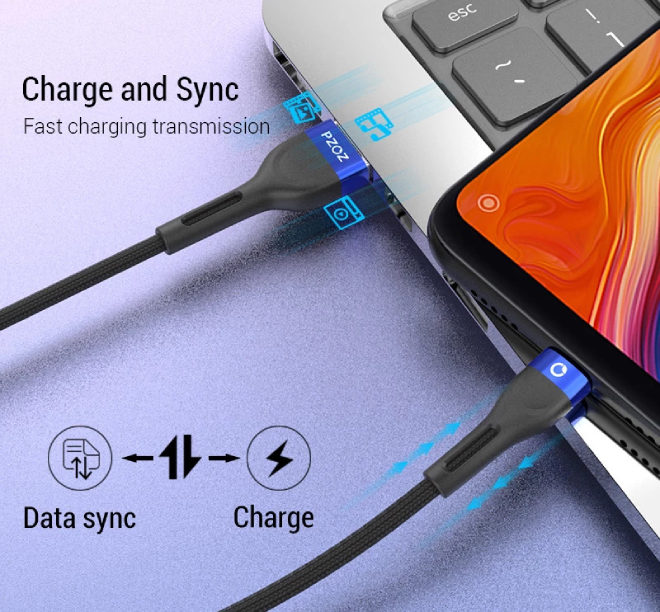 esc
Charge and Sync
Fast charging transmission
PZOZ
Data sync
Charge